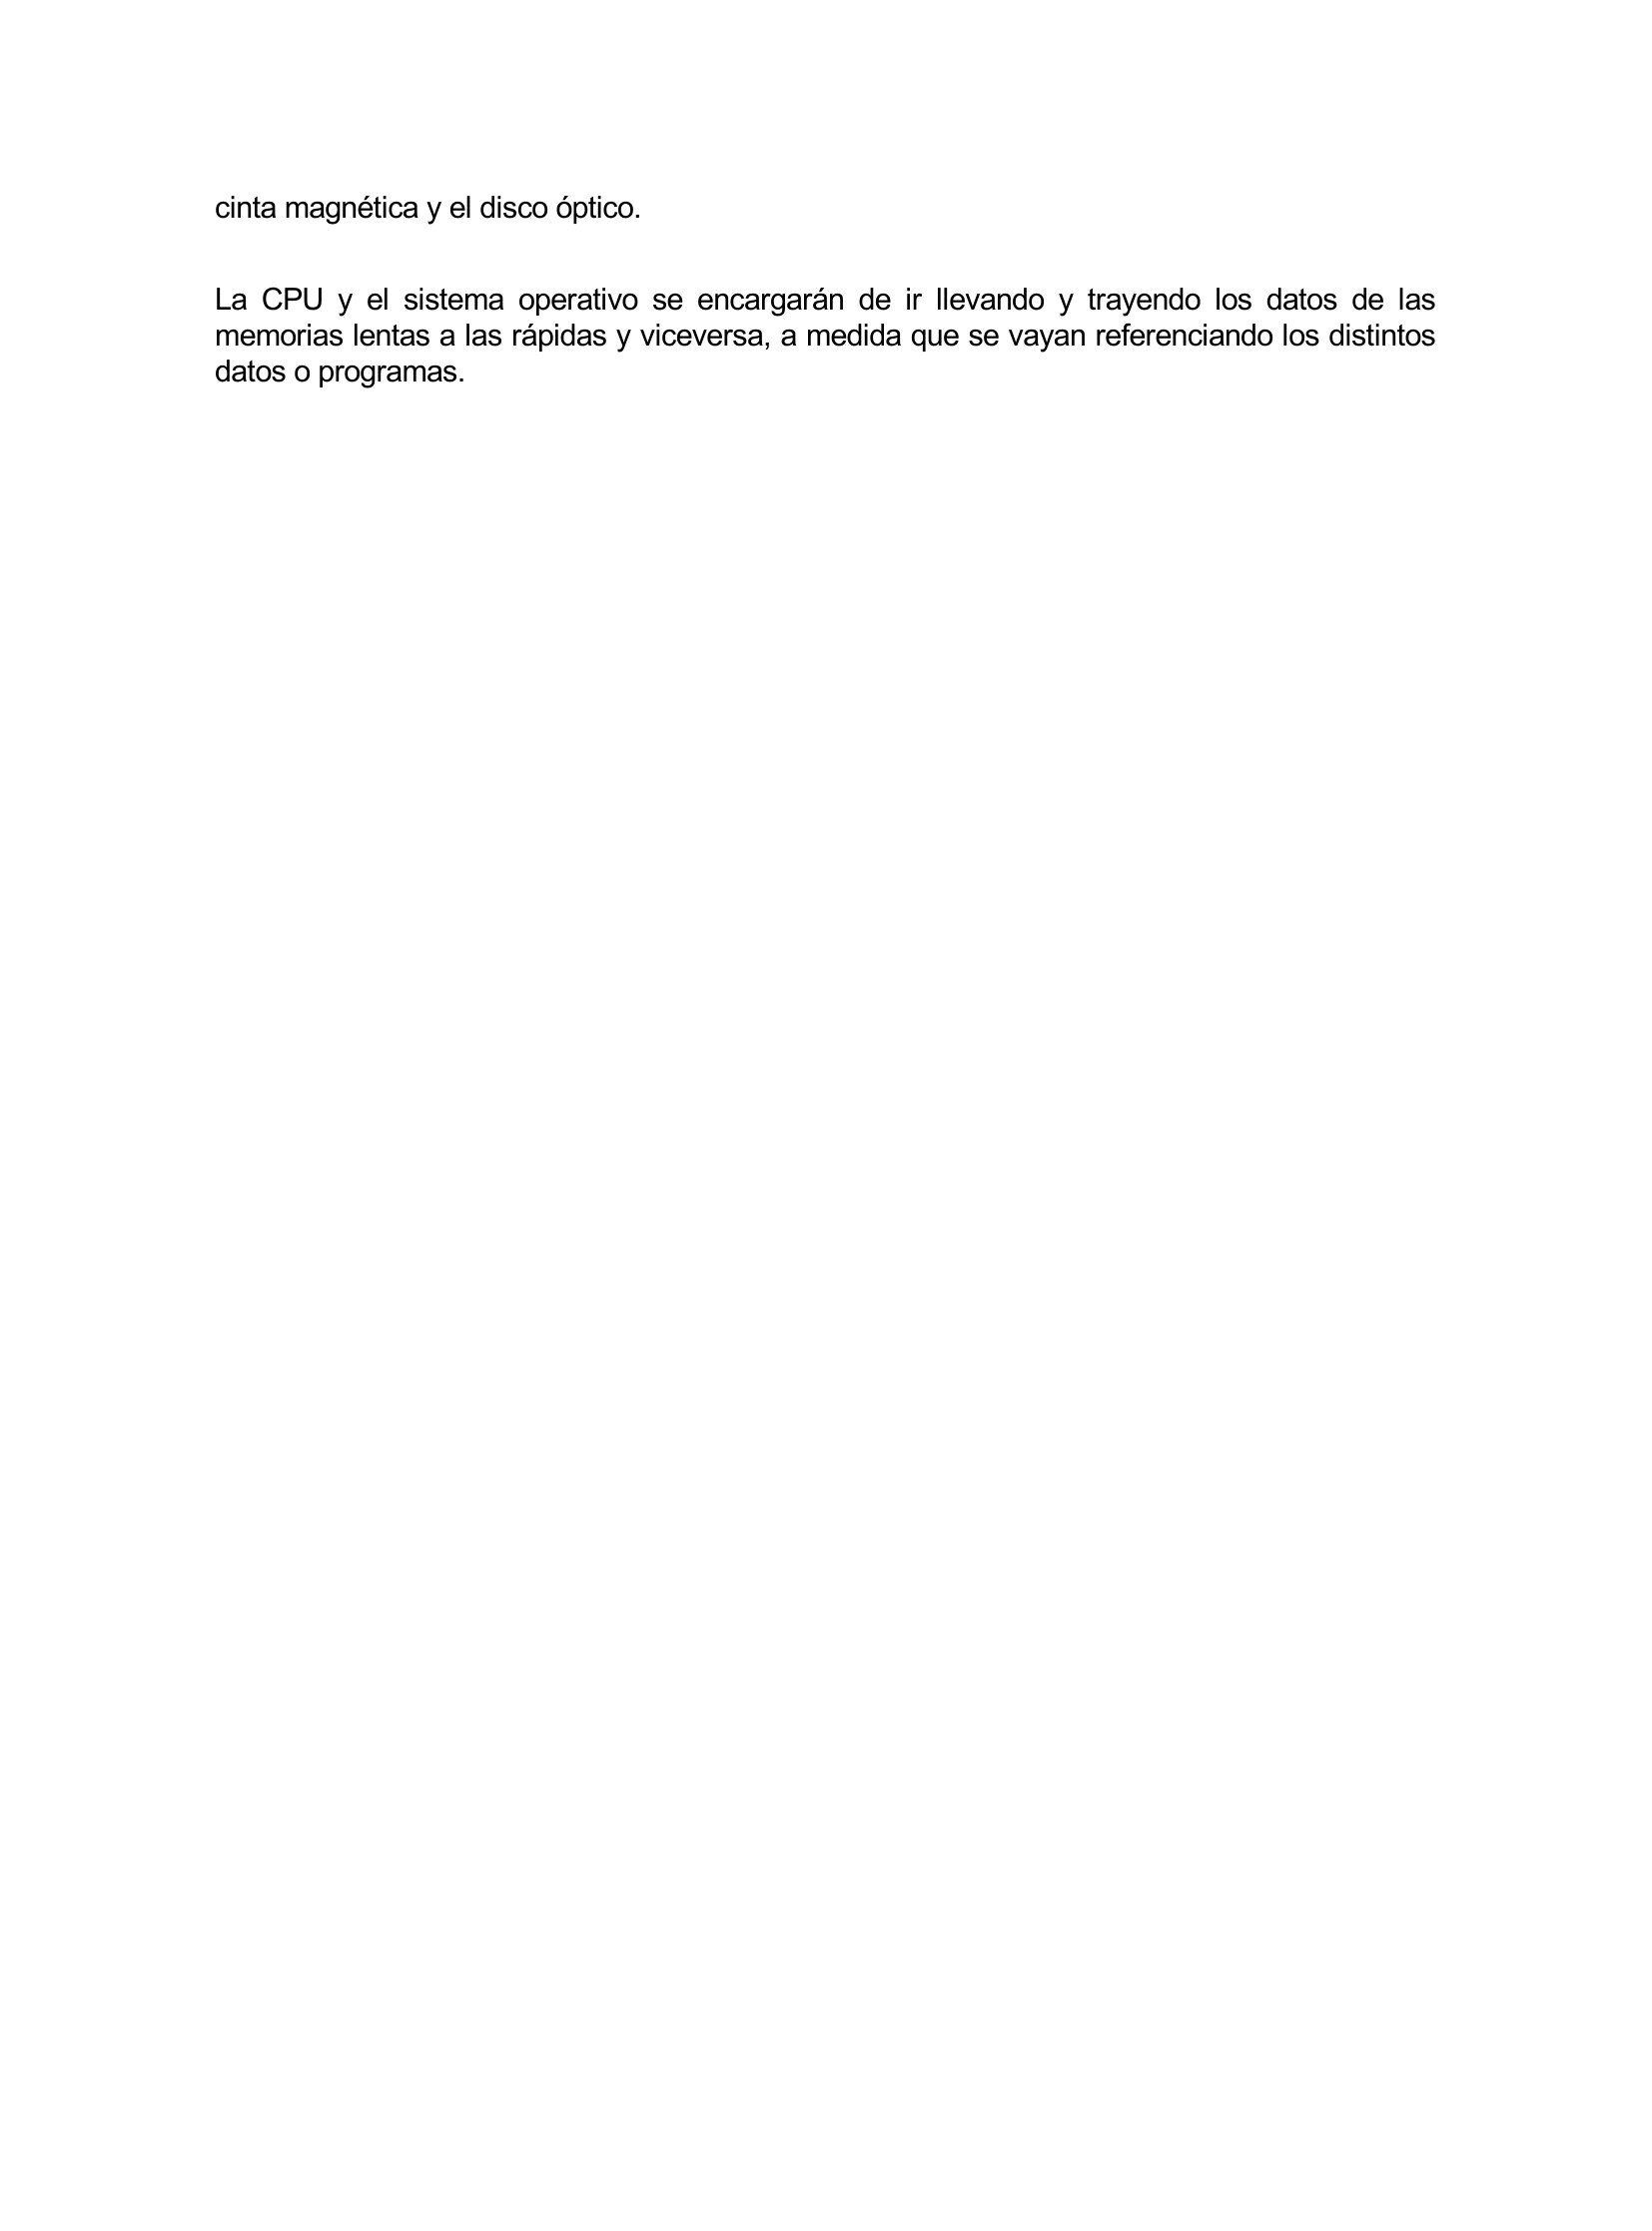 cinta magnética y el disco óptico.
La CPU y el sistema operativo se encargarán de ir llevando y trayendo los datos de las
memorias lentas a las rápidas y viceversa, a medida que se vayan referenciando los distintos
datos o programas.